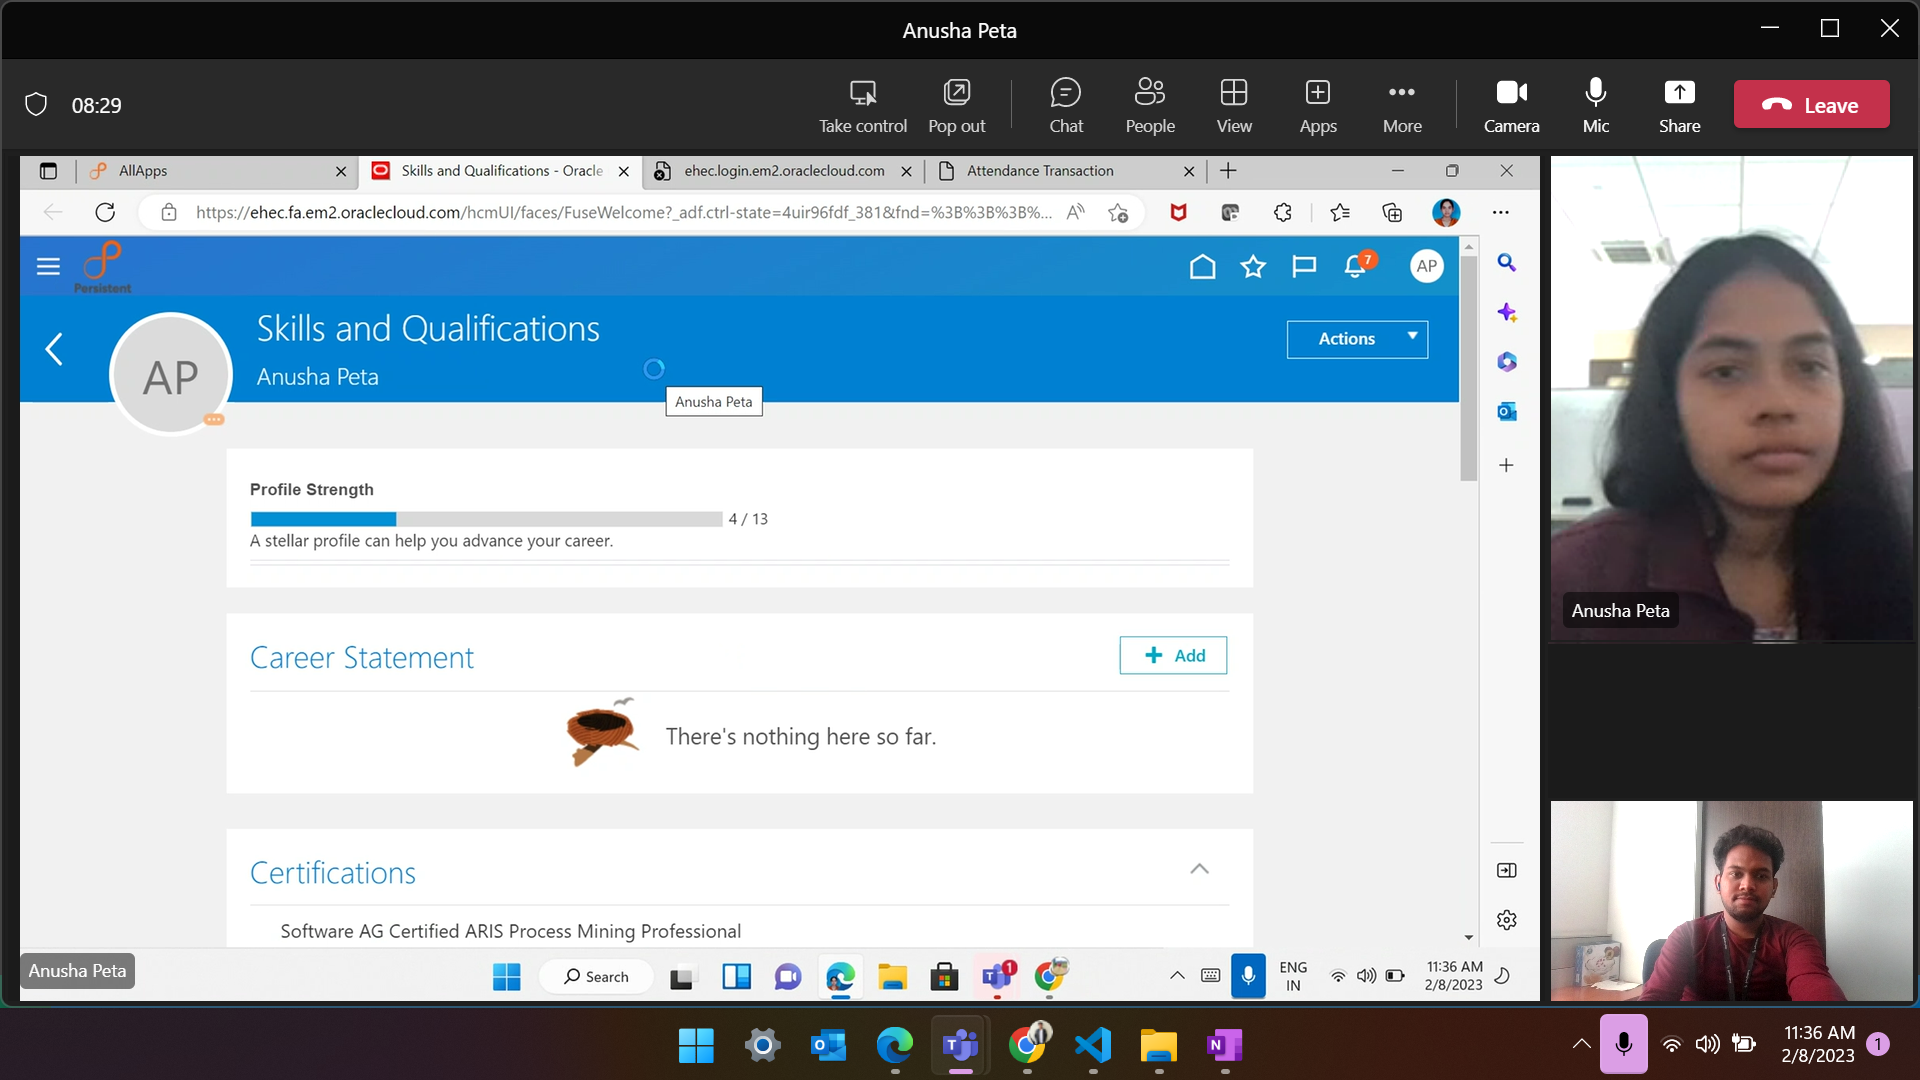 Anusha Peta
08:29
Take control
Pop out
Chat
People
View
Apps
More
Camera
Mic
Share
Leave
AllApps
Skills and Qualifications - Oracle
ehec.login.em2.oraclecloud.com
Attendance Transaction
https://ehec.fa.em2.oraclecloud.com/hcmUI/faces/FuseWelcome?_adf.ctrl-state=4uir96fdf_381&fnd=%3B%3B%3B%...
Persistent
7
AP
Skills and Qualifications
Actions
AP
Anusha Peta
Anusha Peta
Profile Strength
4 / 13
A stellar profile can help you advance your career.
Career Statement
Add
There's nothing here so far.
Certifications
Software AG Certified ARIS Process Mining Professional
Anusha Peta
Anusha Peta
Search
1
ENG
IN
11:36 AM
2/8/2023
11:36 AM
2/8/2023
1